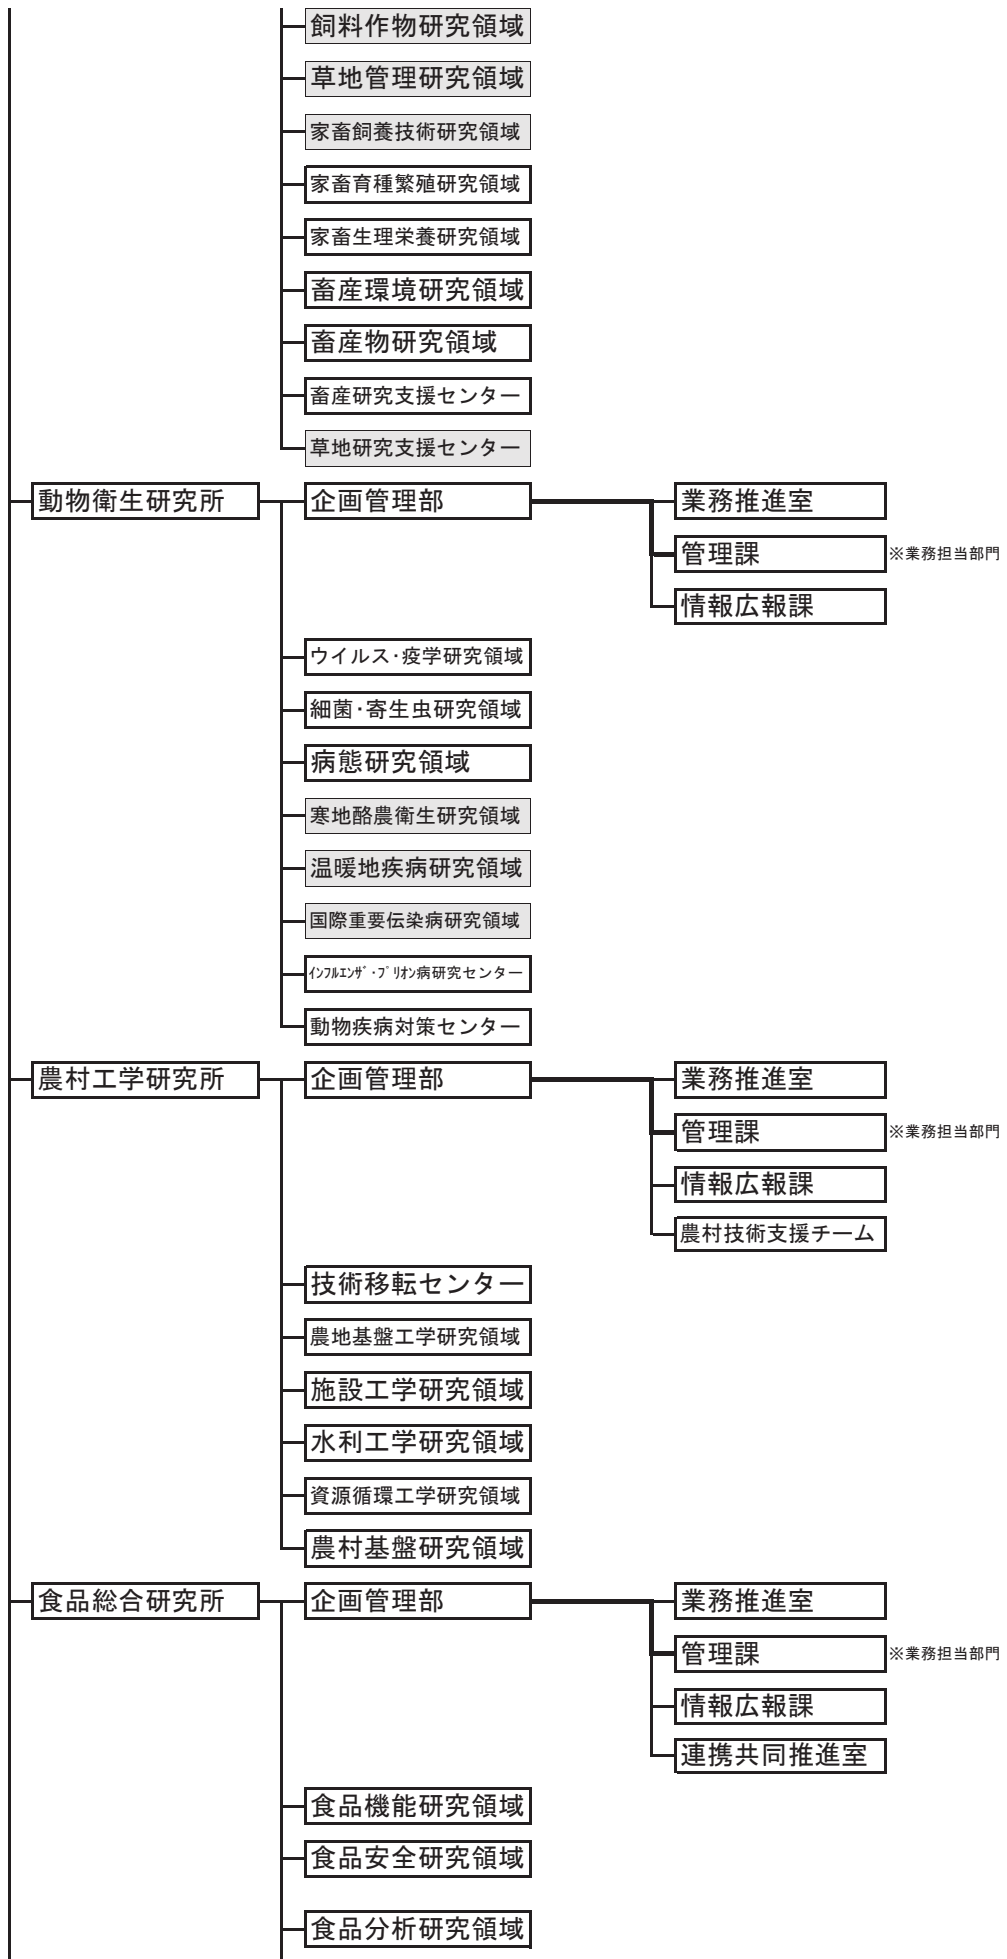 飼料作物研究領域
草地管理研究領域
家畜飼養技術研究領域
家畜育種繁殖研究領域
家畜生理栄養研究領域
畜産環境研究領域
畜産物研究領域
畜産研究支援センター
草地研究支援センター
動物衛生研究所 企画管理部 業務推進室
管理課 ※業務担当部門
情報広報課
ウイルス・疫学研究領域
細菌・寄生虫研究領域
病態研究領域
寒地酪農衛生研究領域
温暖地疾病研究領域
国際重要伝染病研究領域
ｲﾝﾌﾙｴﾝｻﾞ・ﾌﾟﾘｵﾝ病研究センター
動物疾病対策センター
農村工学研究所 企画管理部 業務推進室
管理課 ※業務担当部門
情報広報課
農村技術支援チーム
技術移転センター
農地基盤工学研究領域
施設工学研究領域
水利工学研究領域
資源循環工学研究領域
農村基盤研究領域
食品総合研究所 企画管理部 業務推進室
管理課 ※業務担当部門
情報広報課
連携共同推進室
食品機能研究領域
食品安全研究領域
食品分析研究領域